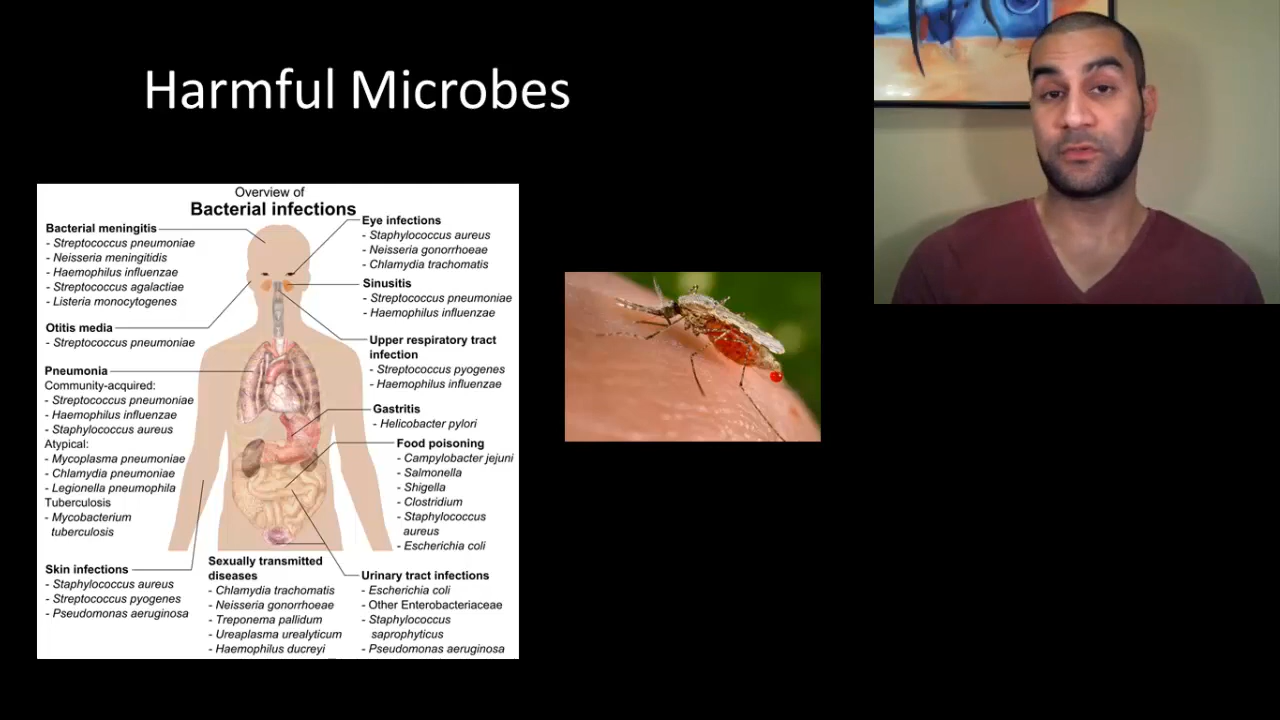 Harmful Microbes
Overview of
Bacterial infections
Bacterial meningitis
- Streptococcus pneumoniae
- Neisseria meningitidis
- Haemophilus influenzae
- Streptococcus agalactiae
- Listeria monocytogenes
Otitis media
- Streptococcus pneumoniae
Pneumonia
Community-acquired:
- Streptococcus pneumoniae
- Haemophilus influenzae
- Staphylococcus aureus
Atypical:
- Mycoplasma pneumoniae
- Chlamydia pneumoniae
- Legionella pneumophila
Tuberculosis
- Mycobacterium
tuberculosis
Skin infections
- Staphylococcus aureus
- Streptococcus pyogenes
- Pseudomonas aeruginosa
Eye infections
- Staphylococcus aureus
- Neisseria gonorrhoeae
- Chlamydia trachomatis
Sinusitis
- Streptococcus pneumoniae
- Haemophilus influenzae
Upper respiratory tract
infection
- Streptococcus pyogenes
- Haemophilus influenzae
Gastritis
- Helicobacter pylori
Food poisoning
- Campylobacter jejuni
- Salmonella
- Shigella
- Clostridium
- Staphylococcus
aureus
- Escherichia coli
Sexually transmitted
diseases
- Chlamydia trachomatis
- Neisseria gonorrhoeae
- Treponema pallidum
- Ureaplasma urealyticum
- Haemophilus ducreyi
Urinary tract infections
- Escherichia coli
- Other Enterobacteriaceae
- Staphylococcus
saprophyticus
- Pseudomonas aeruginosa